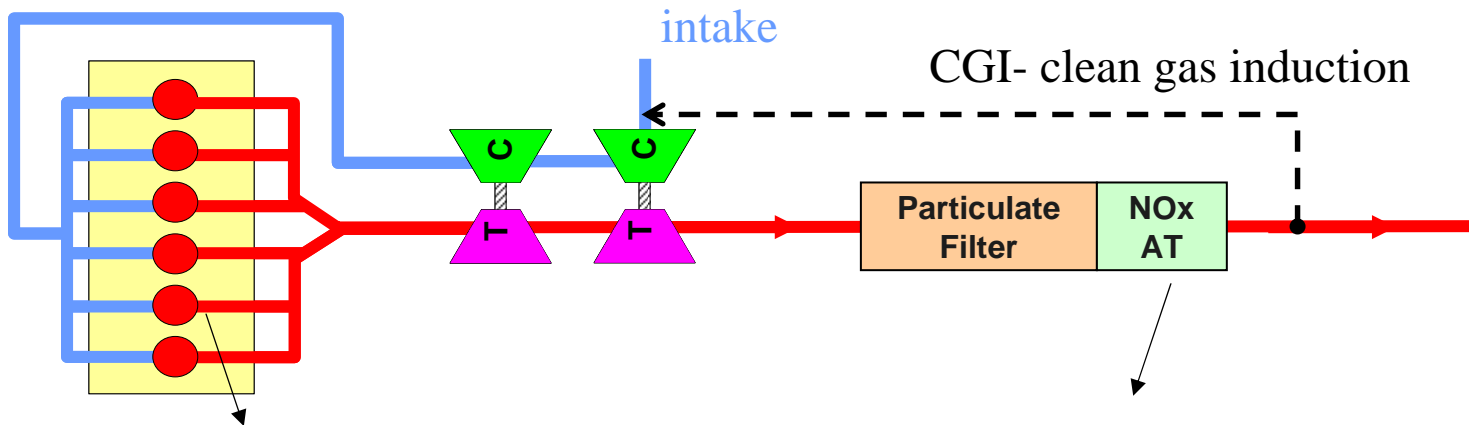 intake
CGI- clean gas induction
C
C
T
T
Particulate
Filter
NOx
AT